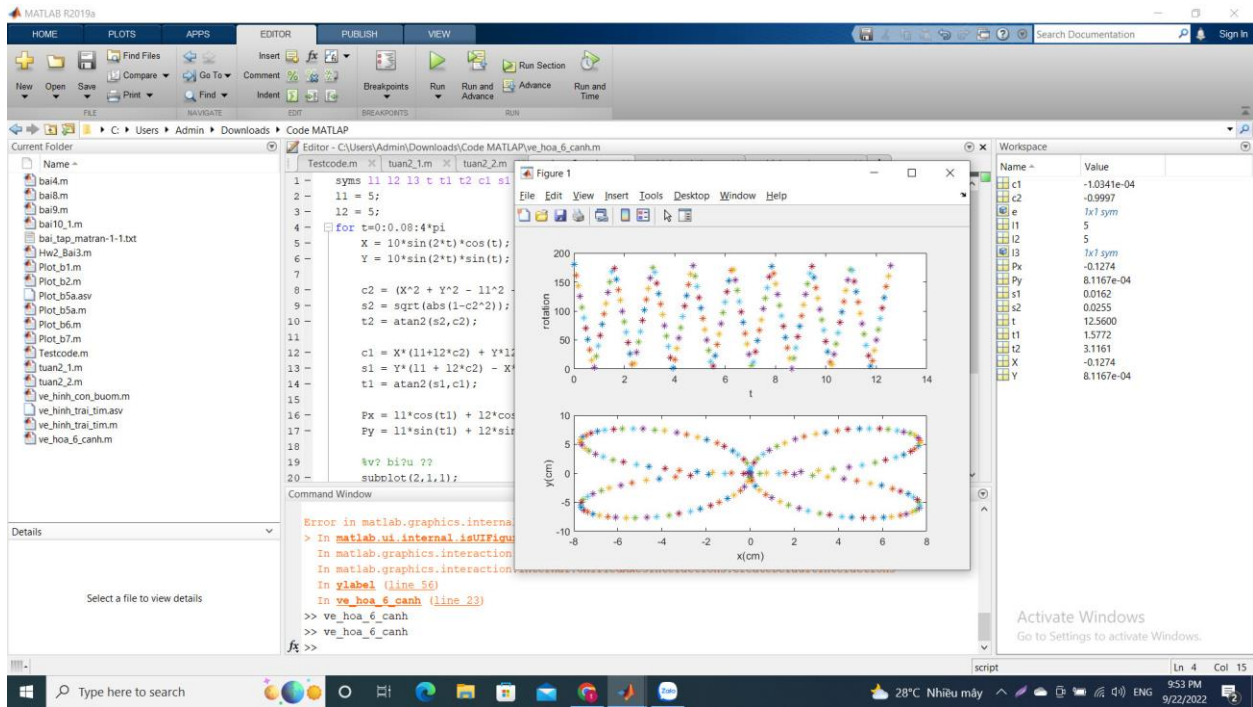 MATLAB R2019a
HOME PLOTS APPS EDITOR PUBLISH VIEW
Search Documentation Sign In
New Open Save Find Files Compare Print Go To Find Insert Comment Indent Breakpoints Run Run and Advance Run Section Advance Run and Time
FILE NAVIGATE EDIT BREAKPOINTS RUN
C: Users Admin Downloads Code MATLAP
Current Folder
Name
bai4.m
bai8.m
bai9.m
bai10_1.m
bai_tap_matran-1-1.txt
Hw2_Bai3.m
Plot_b1.m
Plot_b2.m
Plot_b5a.asv
Plot_b5a.m
Plot_b6.m
Plot_b7.m
Testcode.m
tuan2_1.m
tuan2_2.m
ve_hinh_con_buom.m
ve_hinh_trai_tim.asv
ve_hinh_trai_tim.m
ve_hoa_6_canh.m
Details
Select a file to view details
Editor - C:\Users\Admin\Downloads\Code MATLAP\ve_hoa_6_canh.m
Testcode.m tuan2_1.m tuan2_2.m
1 - syms l1 l2 l3 t t1 t2 c1 s1
2 - l1 = 5;
3 - l2 = 5;
4 - for t=0:0.08:4*pi
5 - X = 10*sin(2*t)*cos(t);
6 - Y = 10*sin(2*t)*sin(t);
7
8 - c2 = (X^2 + Y^2 - l1^2 -
9 - s2 = sqrt(abs(1-c2^2));
10 - t2 = atan2(s2,c2);
11
12 - c1 = X*(l1+l2*c2) + Y*l2
13 - s1 = Y*(l1 + l2*c2) - X*
14 - t1 = atan2(s1,c1);
15
16 - Px = l1*cos(t1) + l2*cos
17 - Py = l1*sin(t1) + l2*sin
18
19 %v? bi?u ??
20 - subplot(2,1,1);
Figure 1
File Edit View Insert Tools Desktop Window Help
200
150
100
50
0
rotation
0 2 4 6 8 10 12 14
t
10
5
0
-5
-10
y(cm)
-8 -6 -4 -2 0 2 4 6 8
x(cm)
Command Window
Error in matlab.graphics.interna
> In matlab.ui.internal.isUIFigu
In matlab.graphics.interaction
In matlab.graphics.interaction
In ylabel (line 56)
In ve_hoa_6_canh (line 23)
>> ve_hoa_6_canh
>> ve_hoa_6_canh
fx >>
Workspace
Name Value
c1 -1.0341e-04
c2 -0.9997
e 1x1 sym
l1 5
l2 5
l3 1x1 sym
Px -0.1274
Py 8.1167e-04
s1 0.0162
s2 0.0255
t 12.5600
t1 1.5772
t2 3.1161
X -0.1274
Y 8.1167e-04
Activate Windows
Go to Settings to activate Windows.
script Ln 4 Col 15
Type here to search
Zalo
28°C Nhiều mây ENG 9:53 PM
9/22/2022
2